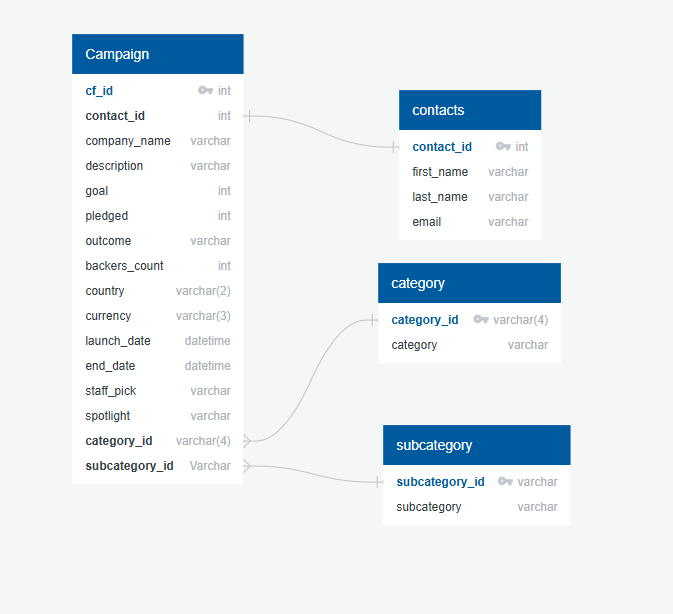 Campaign
cf_id int
contact_id int
company_name varchar
description varchar
goal int
pledged int
outcome varchar
backers_count int
country varchar(2)
currency varchar(3)
launch_date datetime
end_date datetime
staff_pick varchar
spotlight varchar
category_id varchar(4)
subcategory_id Varchar
contacts
contact_id int
first_name varchar
last_name varchar
email varchar
category
category_id varchar(4)
category varchar
subcategory
subcategory_id varchar
subcategory varchar